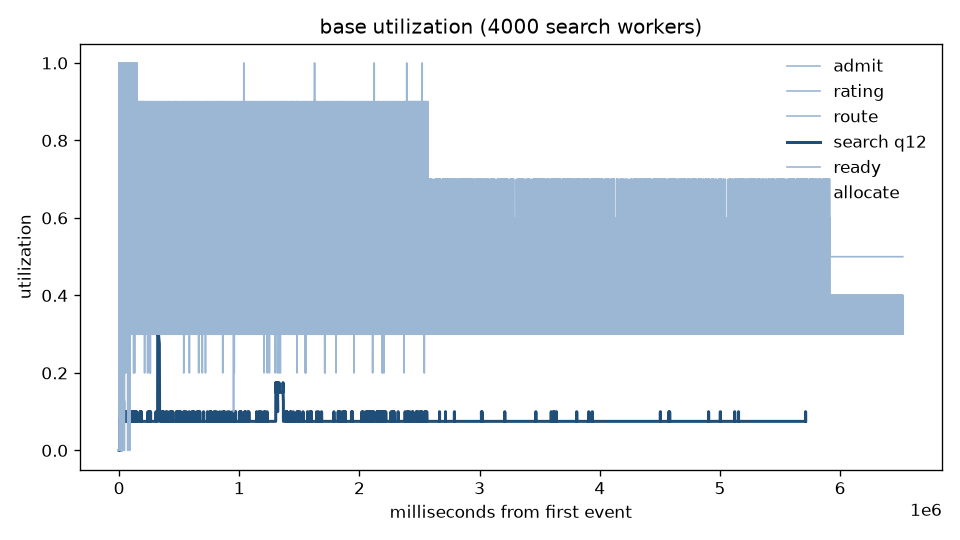 base utilization (4000 search workers)
1.0
0.8
0.6
0.4
0.2
0.0
utilization
admit
rating
route
search q12
ready
allocate
0 1 2 3 4 5 6
1e6
milliseconds from first event